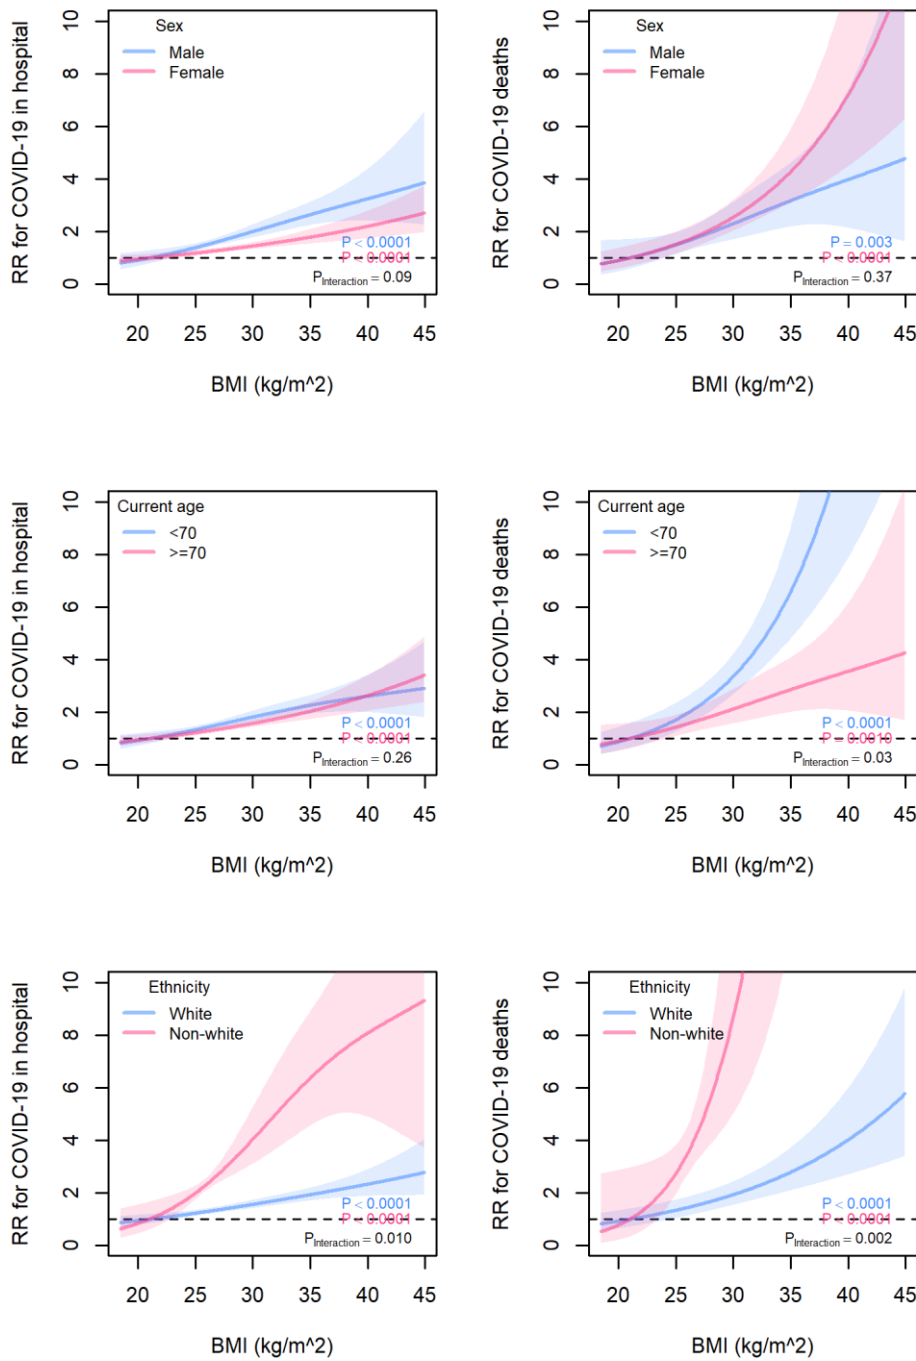 RR for COVID-19 in hospital
10
8
6
4
2
0
Sex
Male
Female
P < 0.0001
P < 0.0001
PInteraction = 0.09
20 25 30 35 40 45
BMI (kg/m^2)
RR for COVID-19 deaths
10
8
6
4
2
0
Sex
Male
Female
P = 0.003
P < 0.0001
PInteraction = 0.37
20 25 30 35 40 45
BMI (kg/m^2)
RR for COVID-19 in hospital
10
8
6
4
2
0
Current age
<70
>=70
P < 0.0001
P < 0.0001
PInteraction = 0.26
20 25 30 35 40 45
BMI (kg/m^2)
RR for COVID-19 deaths
10
8
6
4
2
0
Current age
<70
>=70
P < 0.0001
P = 0.0010
PInteraction = 0.03
20 25 30 35 40 45
BMI (kg/m^2)
RR for COVID-19 in hospital
10
8
6
4
2
0
Ethnicity
White
Non-white
P < 0.0001
P < 0.0001
PInteraction = 0.010
20 25 30 35 40 45
BMI (kg/m^2)
RR for COVID-19 deaths
10
8
6
4
2
0
Ethnicity
White
Non-white
P < 0.0001
P < 0.0001
PInteraction = 0.002
20 25 30 35 40 45
BMI (kg/m^2)